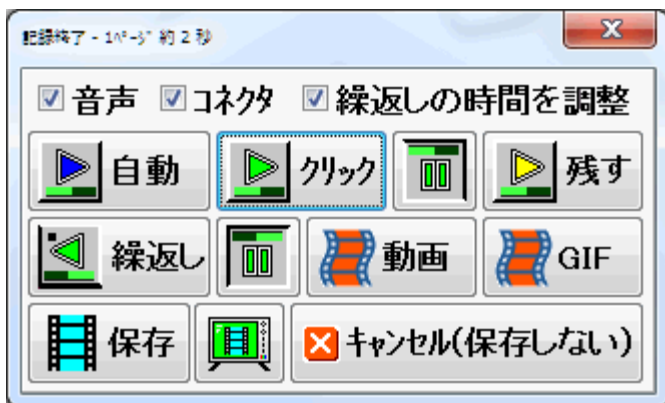 記録終了 - 1ﾍﾟｰｼﾞ 約 2 秒
音声 コネクタ 繰返しの時間を調整
自動 クリック 残す
繰返し 動画 GIF
保存 キャンセル(保存しない)